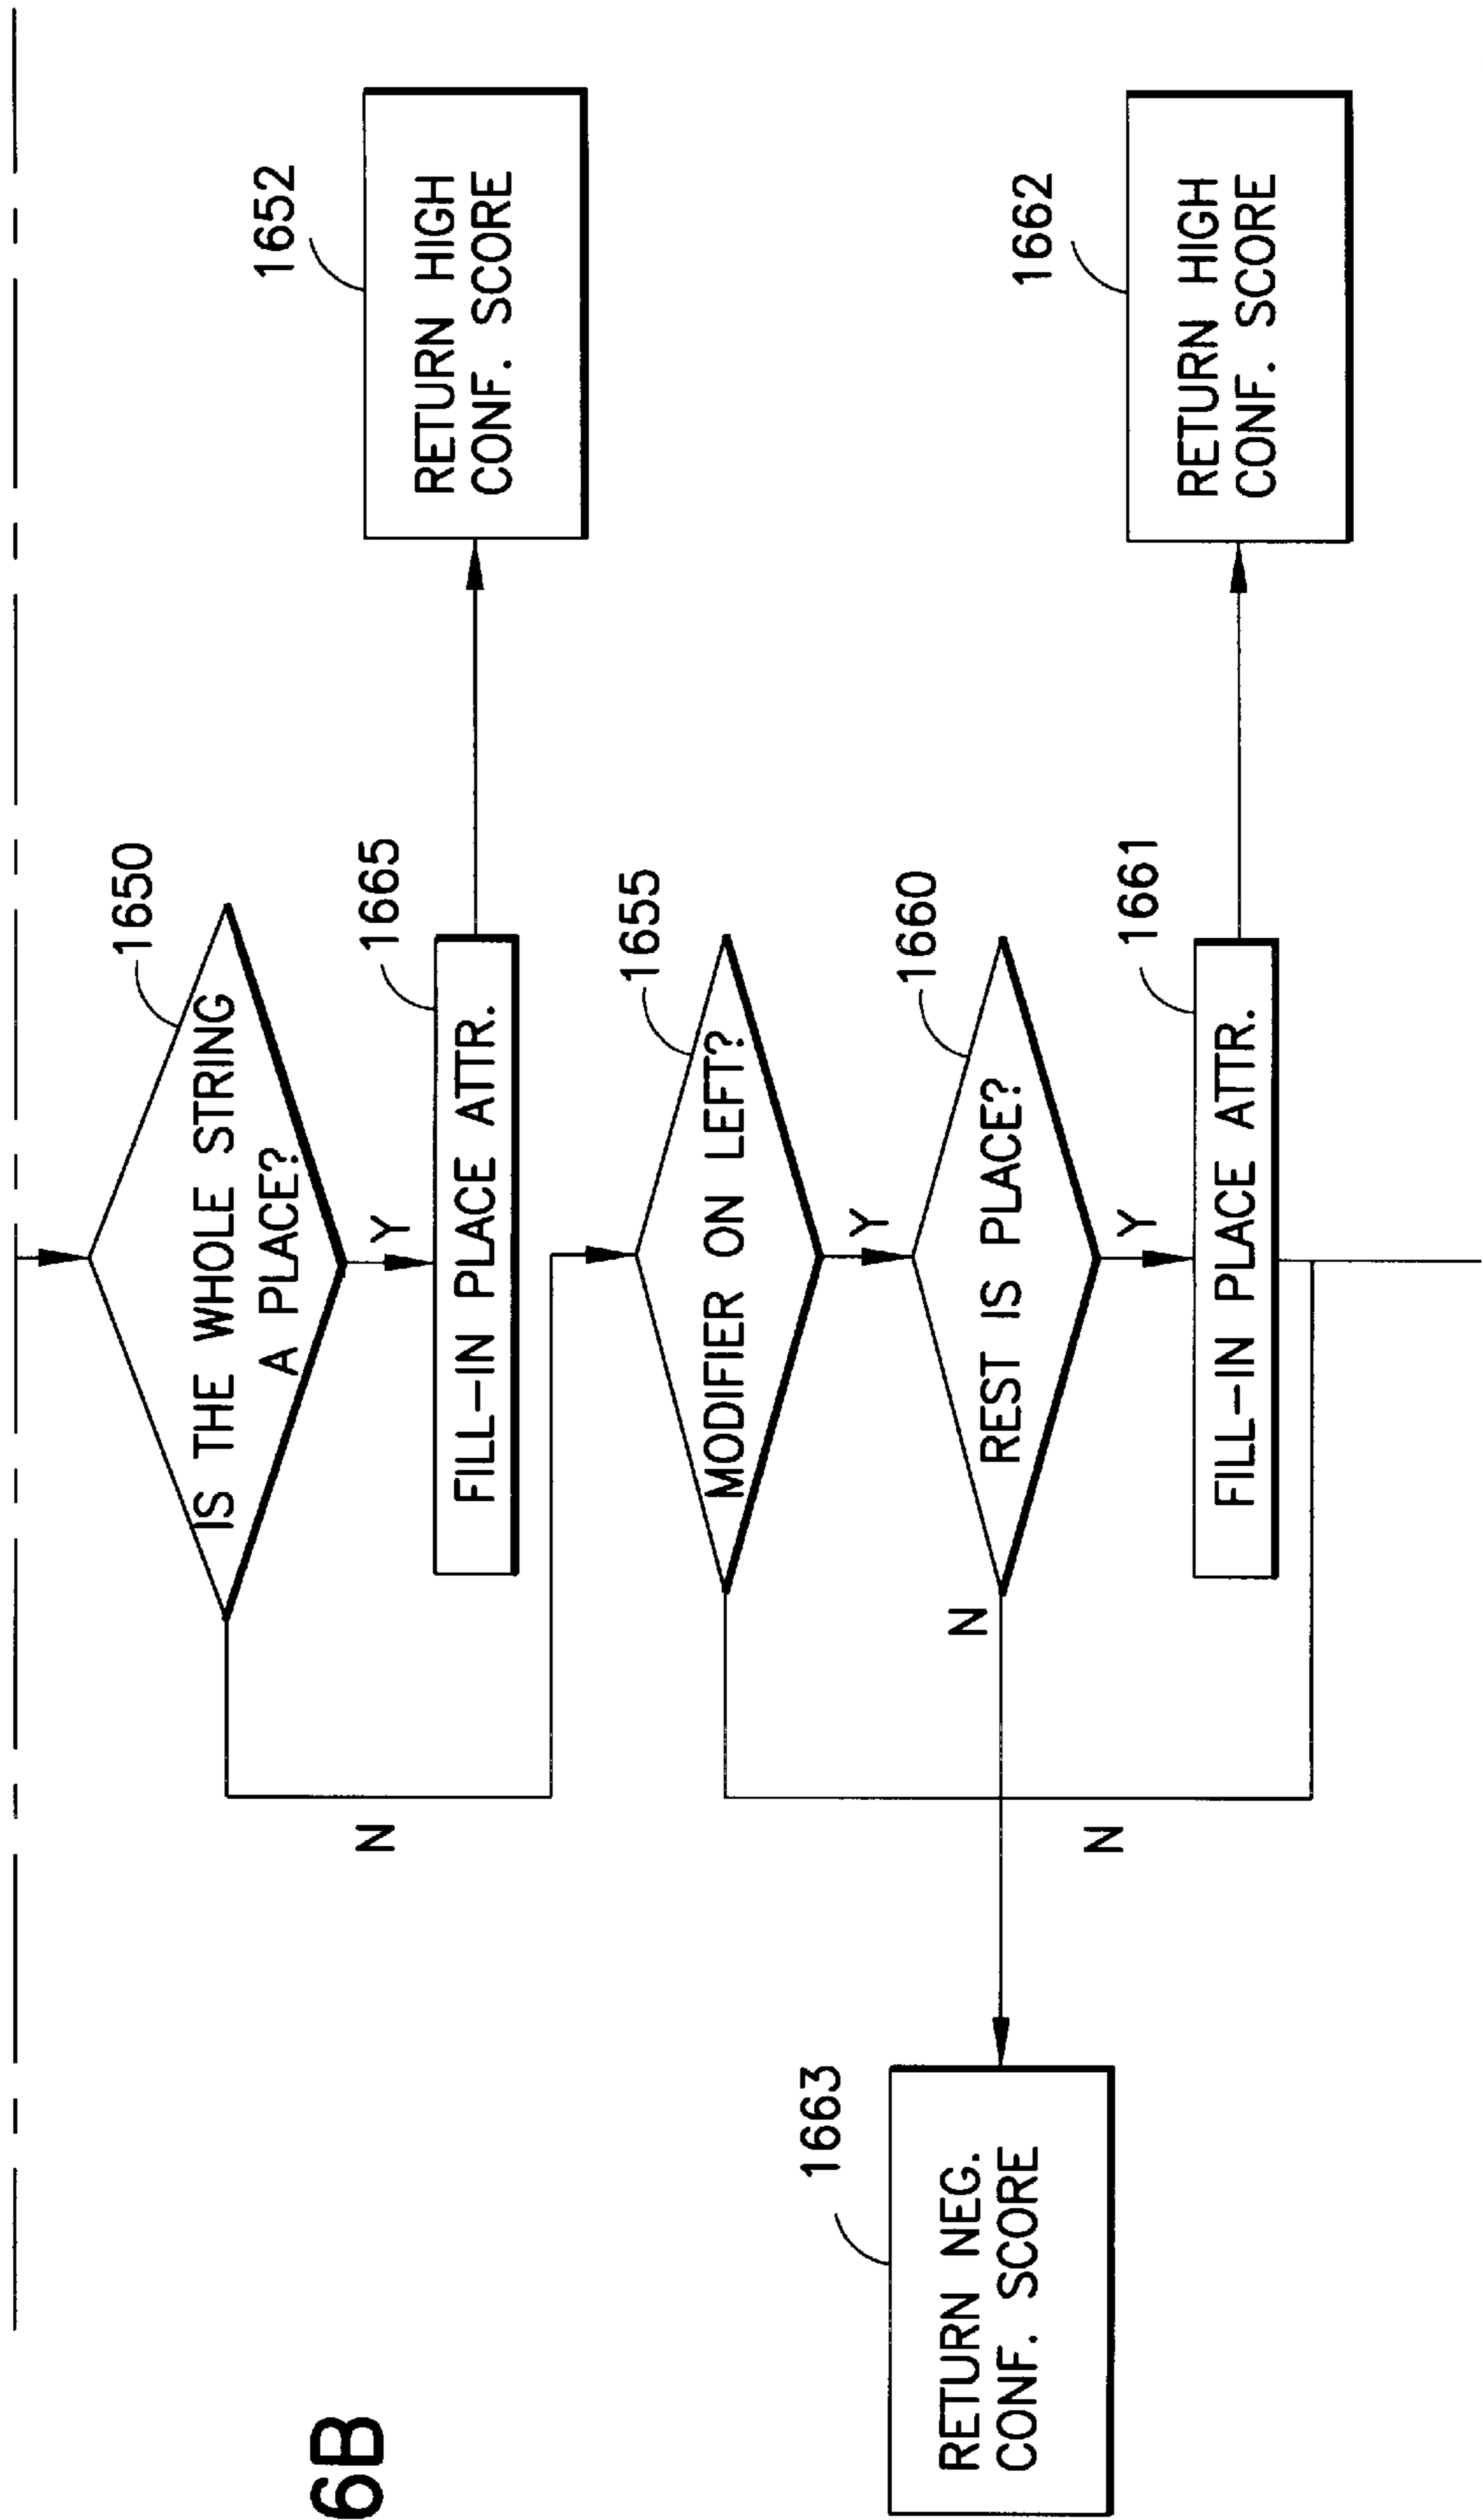 6B
1650
IS THE WHOLE STRING
A PLACE?
N
Y
1665
FILL-IN PLACE ATTR.
1652
RETURN HIGH
CONF. SCORE
1655
MODIFIER ON LEFT?
Y
N
1660
REST IS PLACE?
N
Y
1663
RETURN NEG.
CONF. SCORE
1661
FILL-IN PLACE ATTR.
1662
RETURN HIGH
CONF. SCORE